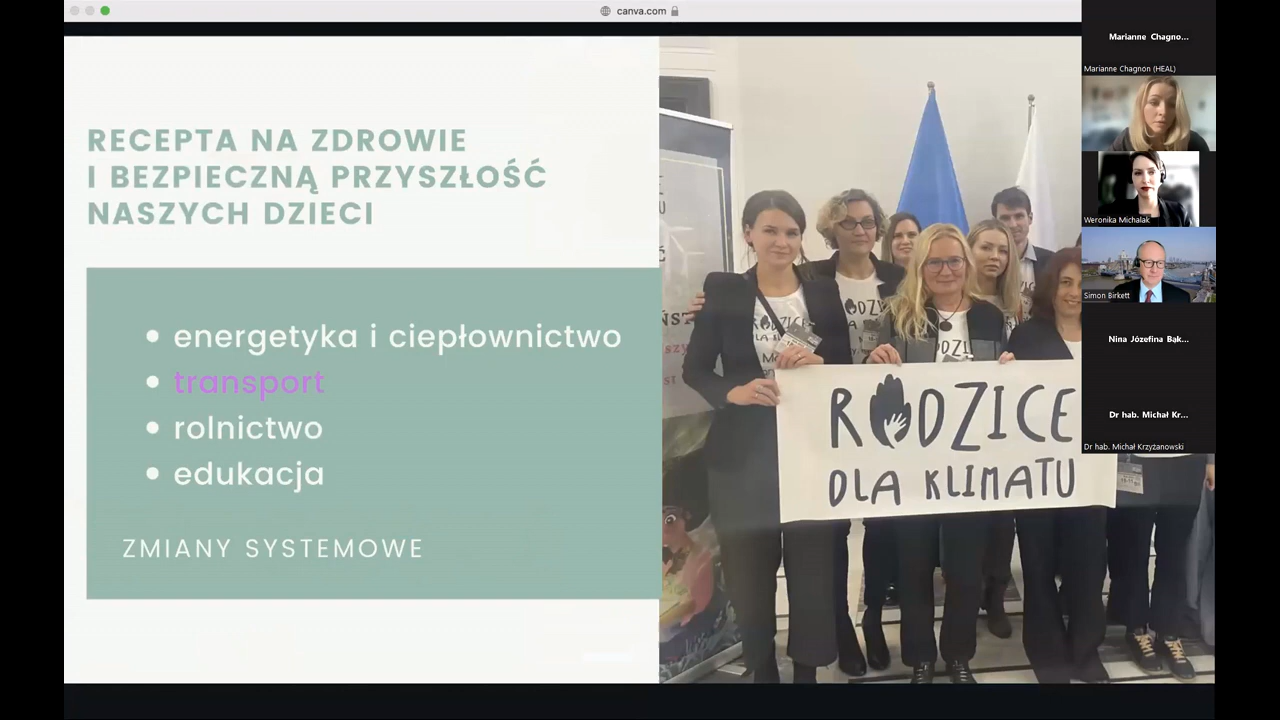 canva.com
RECEPTA NA ZDROWIE
I BEZPIECZNĄ PRZYSZŁOŚĆ
NASZYCH DZIECI
• energetyka i ciepłownictwo
• transport
• rolnictwo
• edukacja
ZMIANY SYSTEMOWE
RODZICE
DLA KLIMATU
Marianne Chagno...
Marianne Chagnon (HEAL)
Weronika Michalak
Simon Birkett
Nina Józefina Bąk...
Dr hab. Michał Kr...
Dr hab. Michał Krzyżanowski